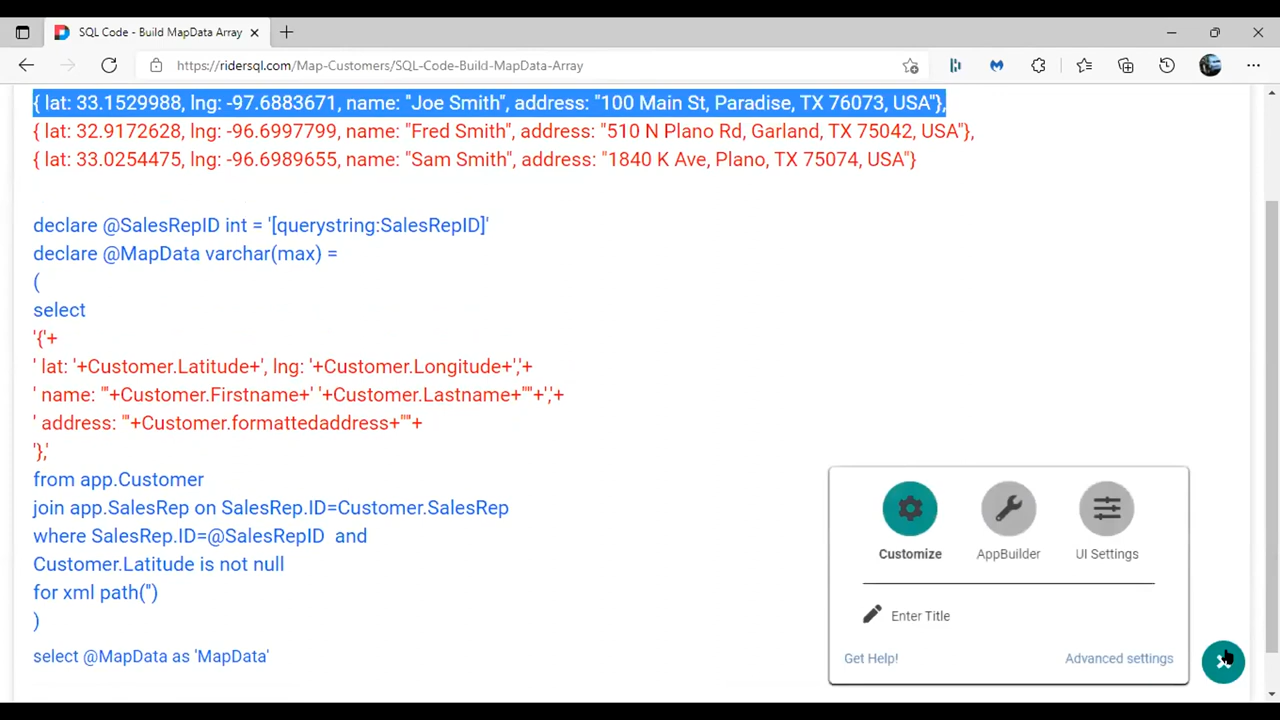 SQL Code - Build MapData Array
https://ridersql.com/Map-Customers/SQL-Code-Build-MapData-Array
{ lat: 33.1529988, lng: -97.6883671, name: "Joe Smith", address: "100 Main St, Paradise, TX 76073, USA"},
{ lat: 32.9172628, lng: -96.6997799, name: "Fred Smith", address: "510 N Plano Rd, Garland, TX 75042, USA"},
{ lat: 33.0254475, lng: -96.6989655, name: "Sam Smith", address: "1840 K Ave, Plano, TX 75074, USA"}
declare @SalesRepID int = '[querystring:SalesRepID]'
declare @MapData varchar(max) =
(
select
'{'+
' lat: '+Customer.Latitude+', lng: '+Customer.Longitude+','+
' name: "'+Customer.Firstname+' '+Customer.Lastname+'"'+','+
' address: "'+Customer.formattedaddress+'"'+
'},'
from app.Customer
join app.SalesRep on SalesRep.ID=Customer.SalesRep
where SalesRep.ID=@SalesRepID  and
Customer.Latitude is not null
for xml path('')
)
select @MapData as 'MapData'
Customize
AppBuilder
UI Settings
Enter Title
Get Help!
Advanced settings